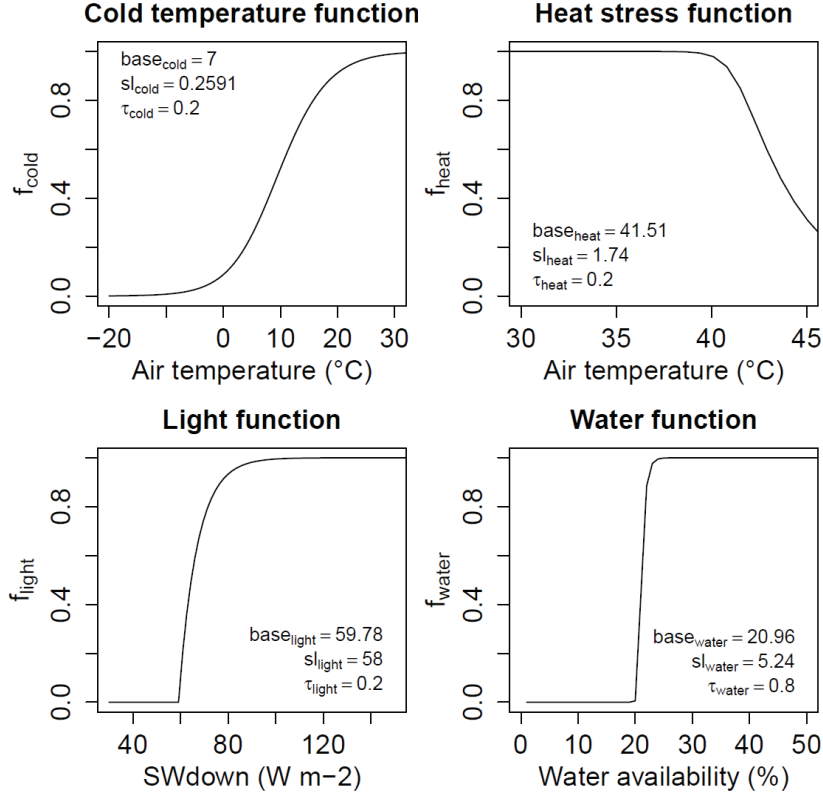 Cold temperature function
base_cold = 7
sl_cold = 0.2591
τ_cold = 0.2
f_cold
0.0 0.4 0.8
−20 0 10 20 30
Air temperature (°C)
Heat stress function
base_heat = 41.51
sl_heat = 1.74
τ_heat = 0.2
f_heat
0.0 0.4 0.8
30 35 40 45
Air temperature (°C)
Light function
base_light = 59.78
sl_light = 58
τ_light = 0.2
f_light
0.0 0.4 0.8
40 60 80 120
SWdown (W m−2)
Water function
base_water = 20.96
sl_water = 5.24
τ_water = 0.8
f_water
0.0 0.4 0.8
0 10 20 30 40 50
Water availability (%)